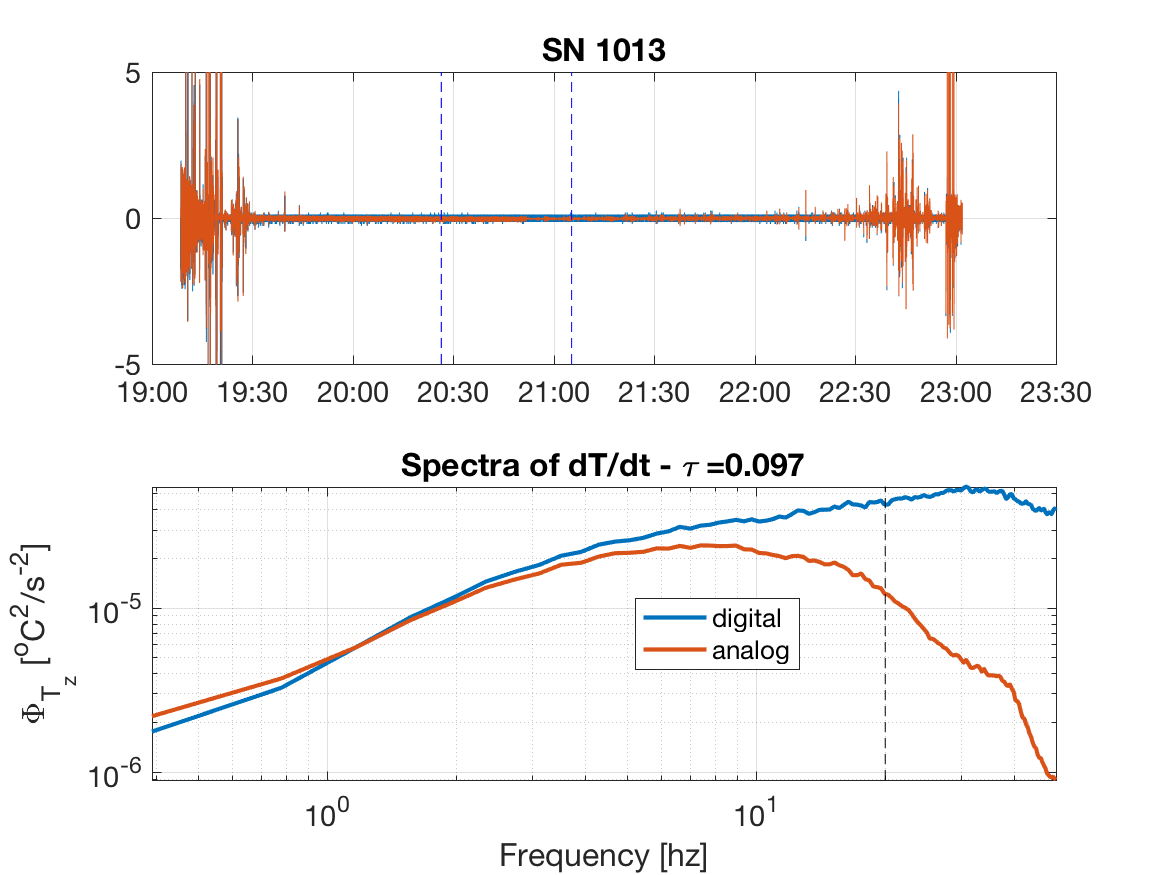 SN 1013
5
0
-5
19:00 19:30 20:00 20:30 21:00 21:30 22:00 22:30 23:00 23:30
Spectra of dT/dt - τ =0.097
Φ_{T_z} [°C²/s⁻²]
10⁻⁵
10⁻⁶
digital
analog
10⁰ 10¹
Frequency [hz]